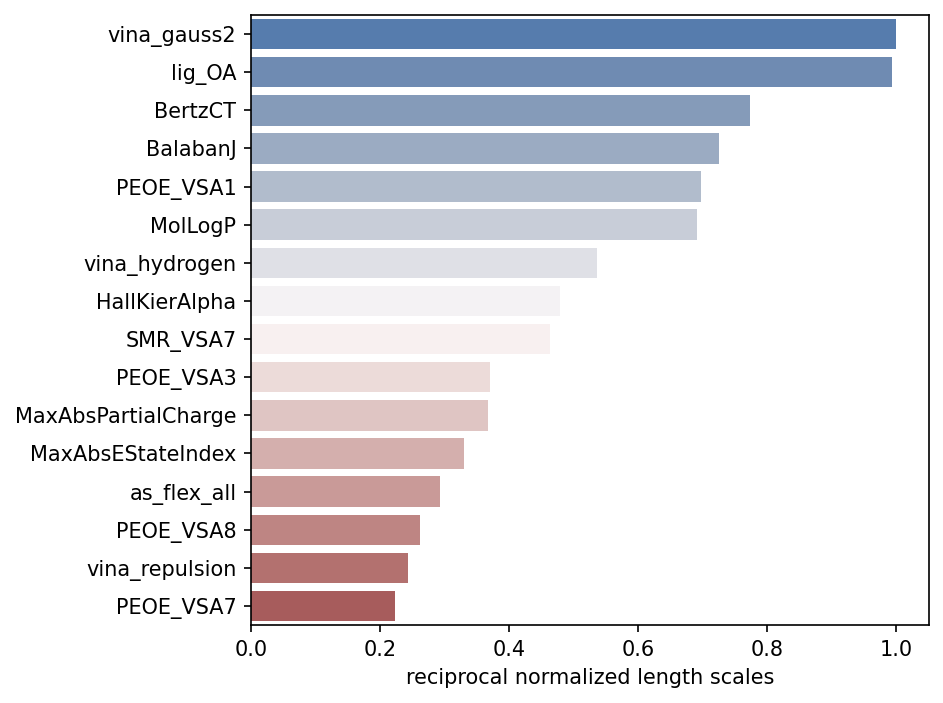 vina_gauss2
lig_OA
BertzCT
BalabanJ
PEOE_VSA1
MolLogP
vina_hydrogen
HallKierAlpha
SMR_VSA7
PEOE_VSA3
MaxAbsPartialCharge
MaxAbsEStateIndex
as_flex_all
PEOE_VSA8
vina_repulsion
PEOE_VSA7
0.0 0.2 0.4 0.6 0.8 1.0
reciprocal normalized length scales